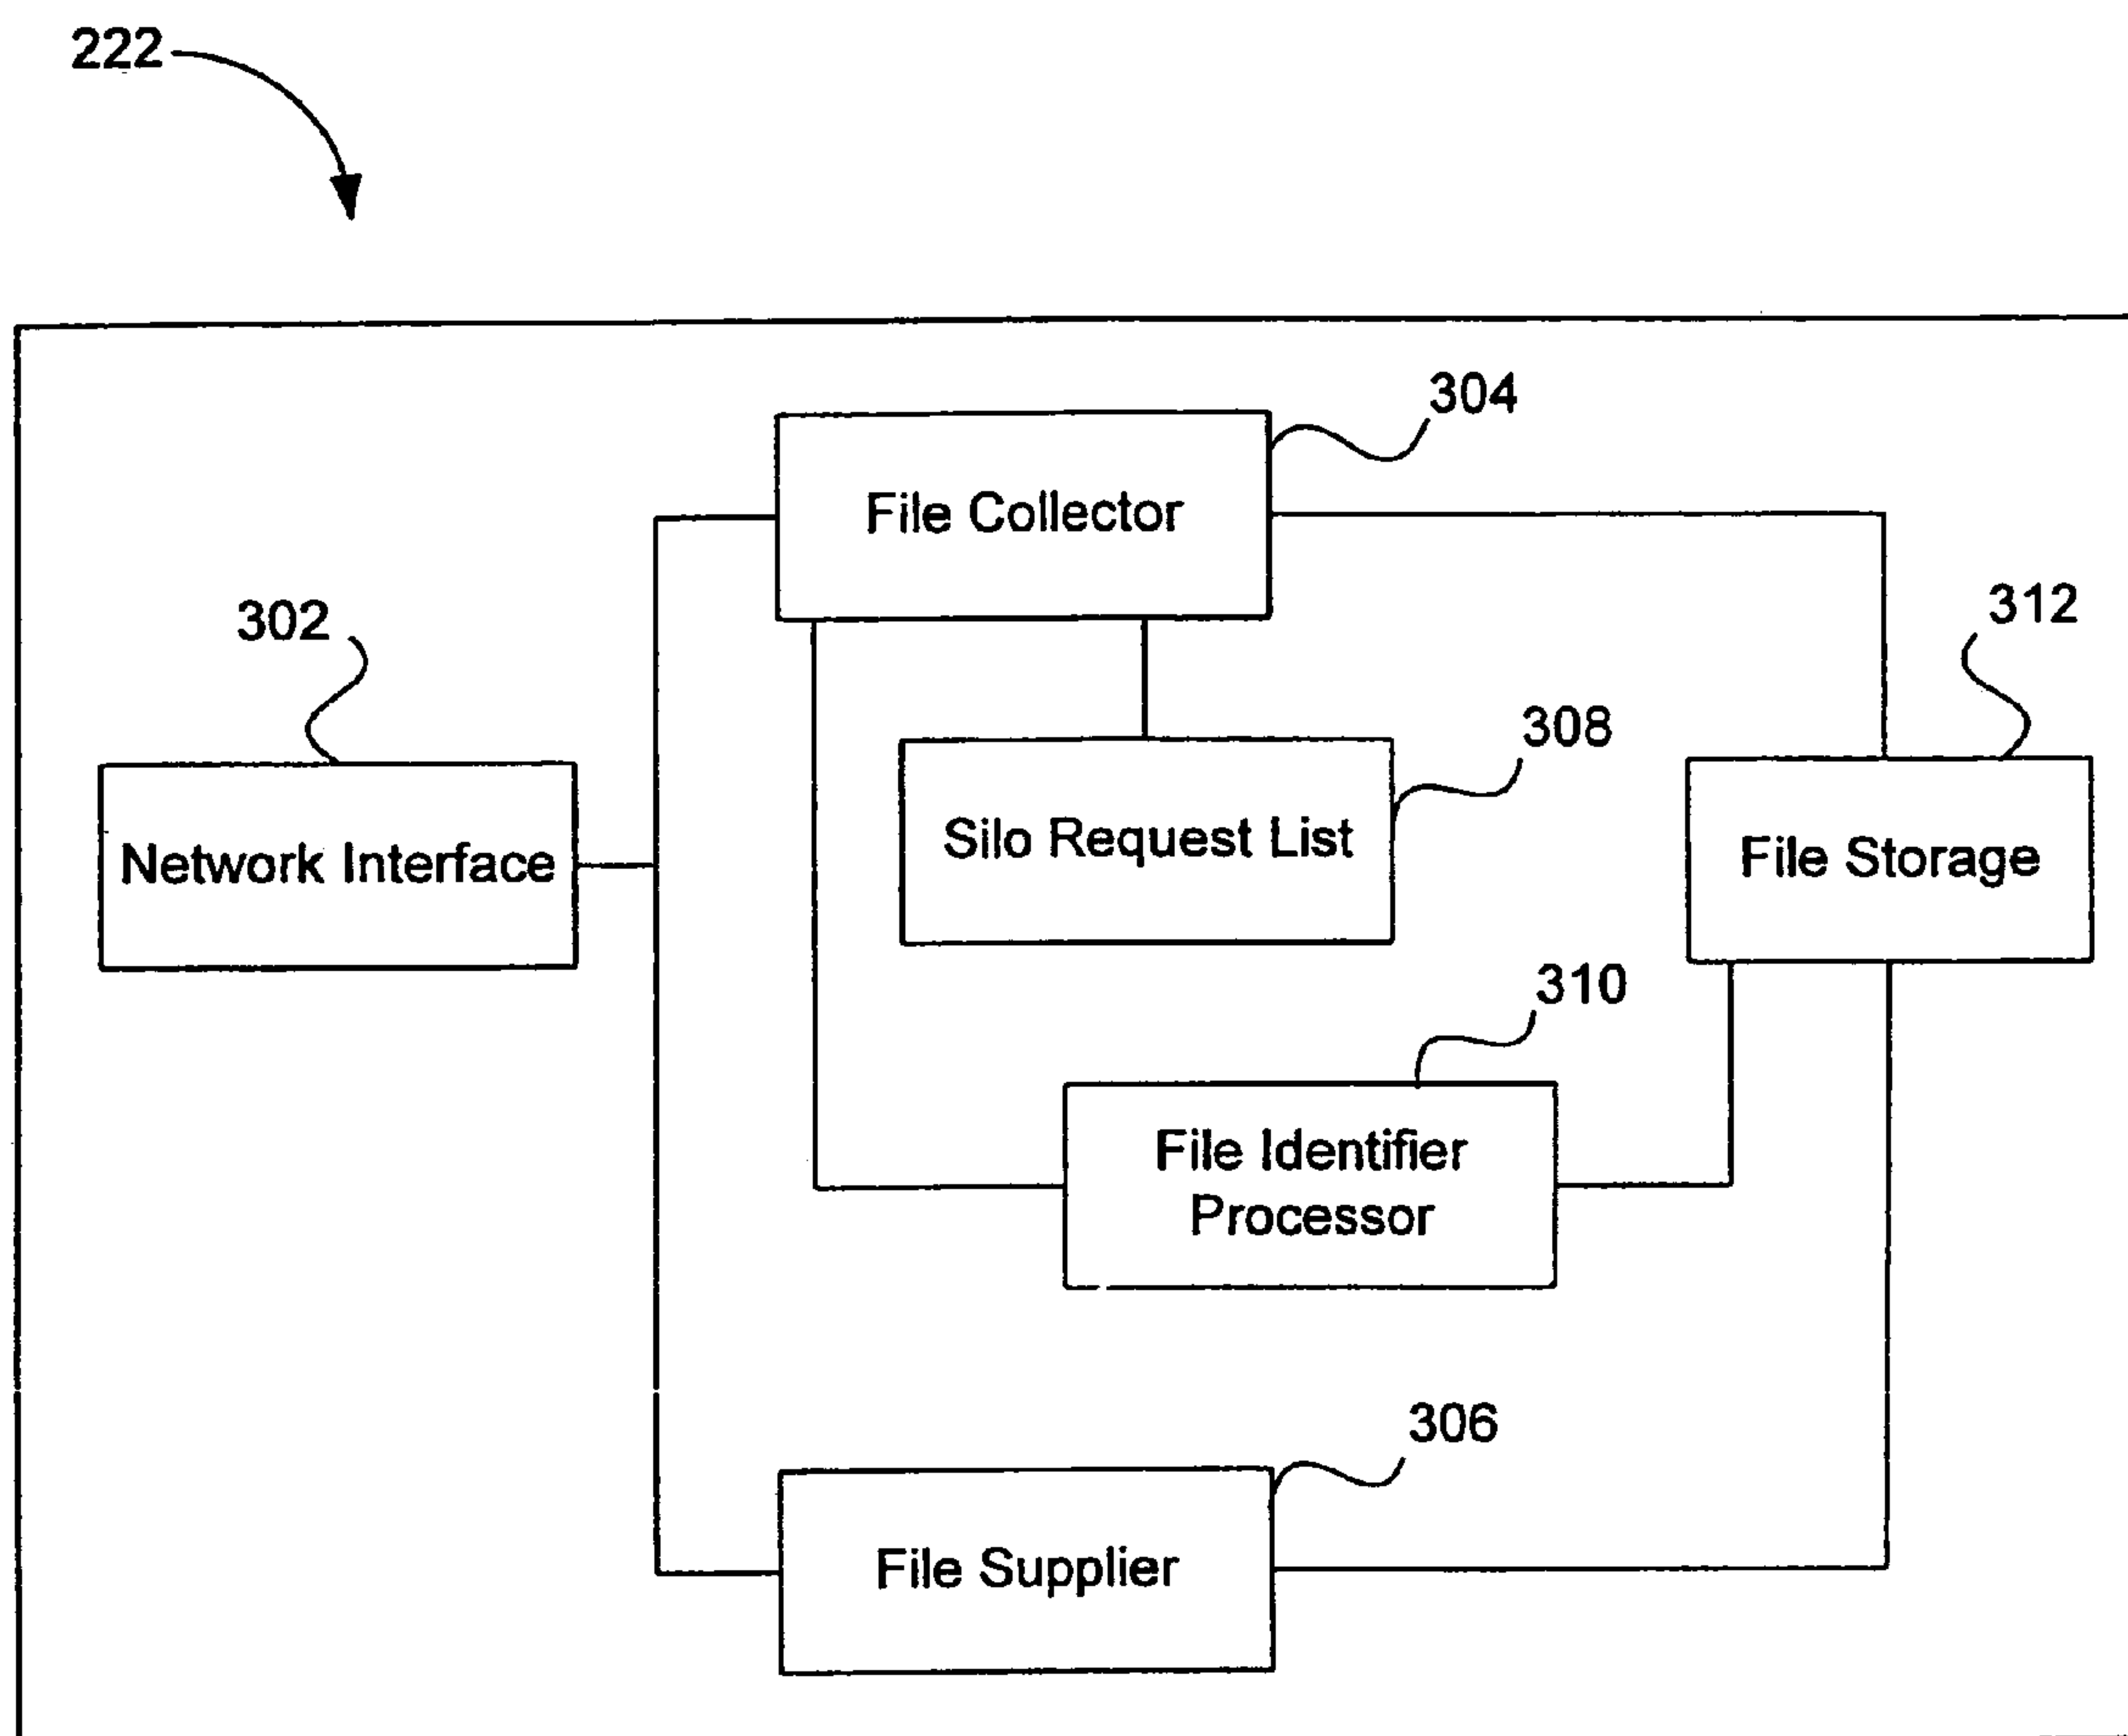 222
304
File Collector
302
312
308
Network Interface
Silo Request List
File Storage
310
File Identifier
Processor
306
File Supplier